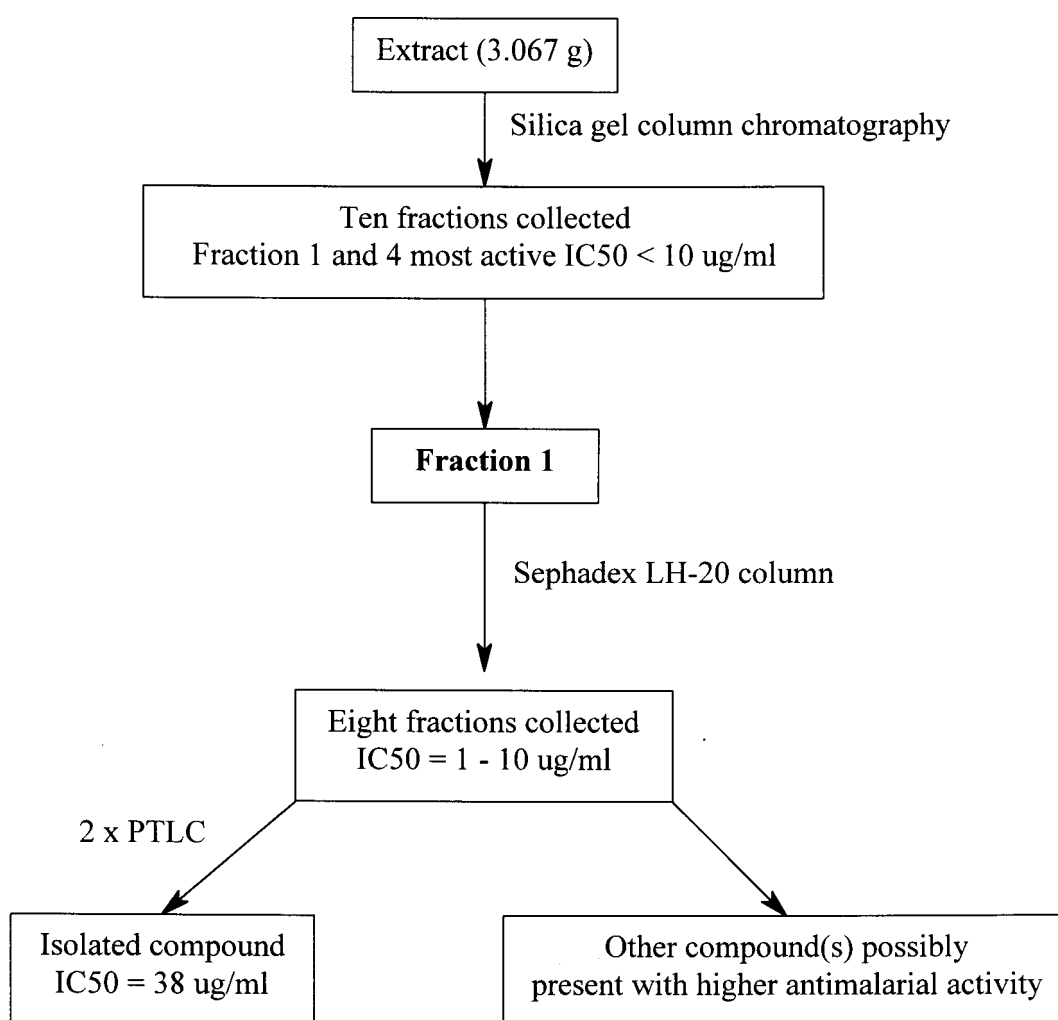 Extract (3.067 g)
Silica gel column chromatography
Ten fractions collected
Fraction 1 and 4 most active IC50 < 10 ug/ml
Fraction 1
Sephadex LH-20 column
Eight fractions collected
IC50 = 1 - 10 ug/ml
2 x PTLC
Isolated compound
IC50 = 38 ug/ml
Other compound(s) possibly
present with higher antimalarial activity